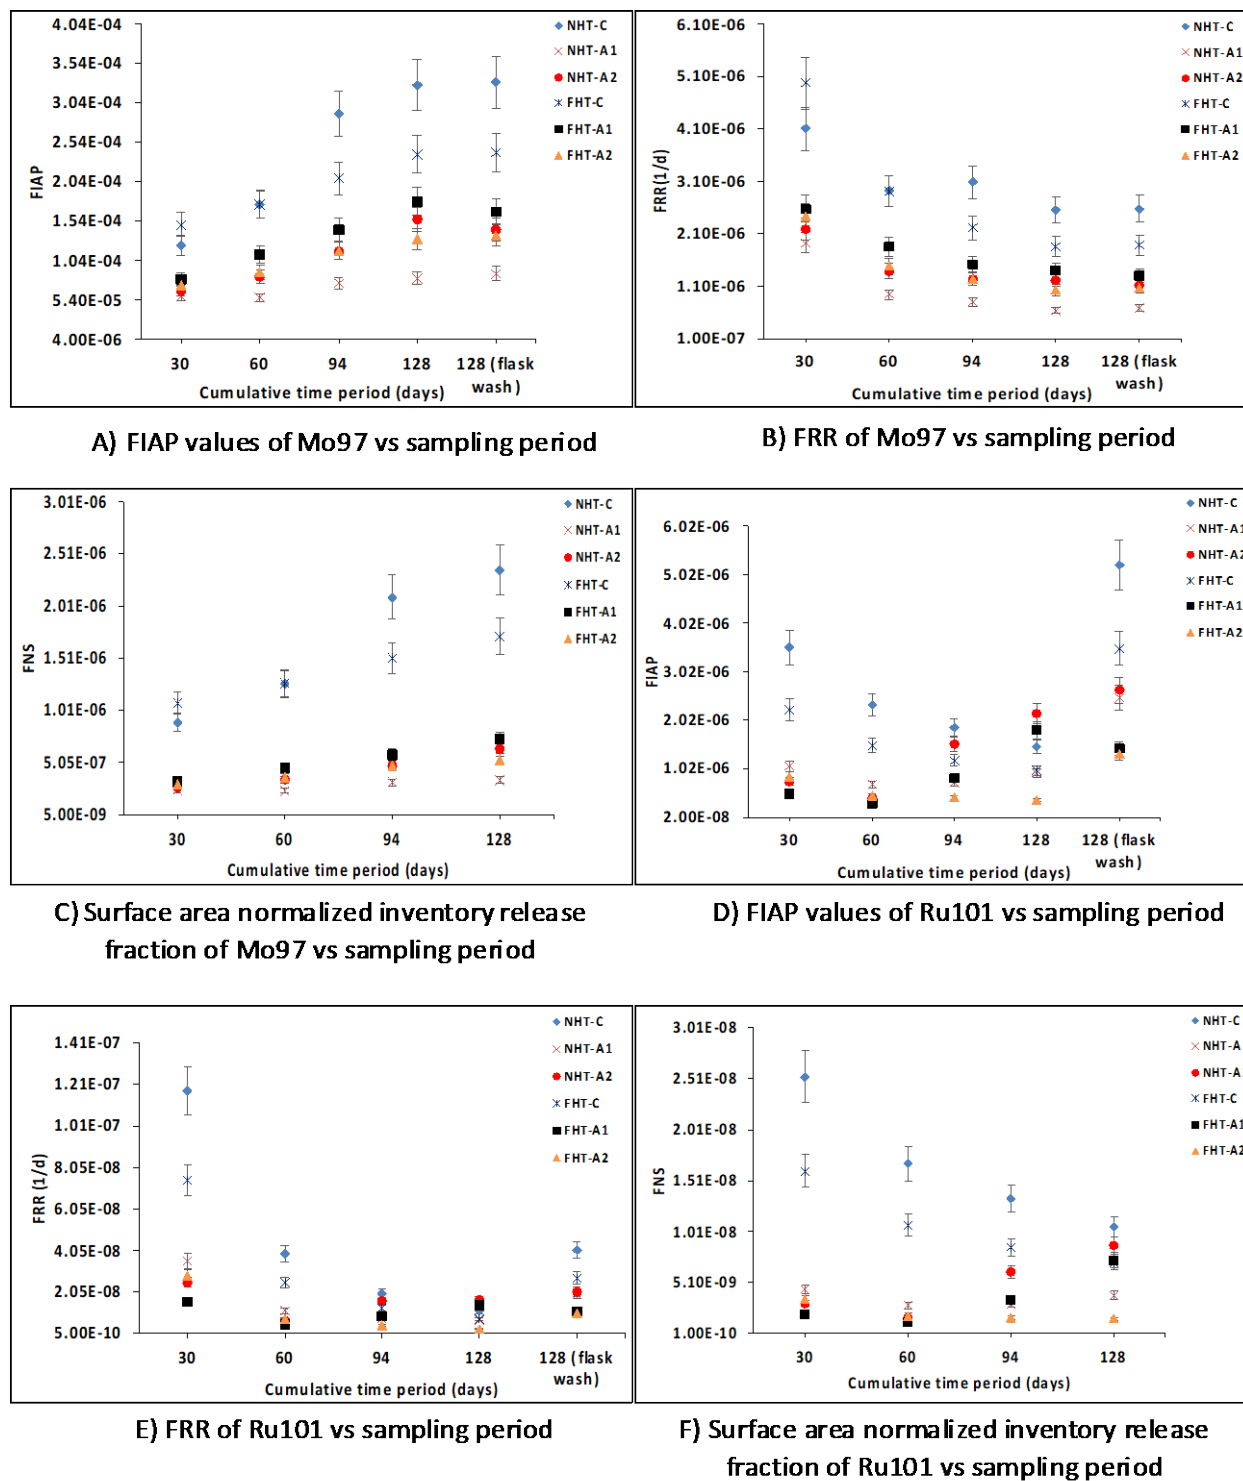 4.04E-04
3.54E-04
3.04E-04
2.54E-04
2.04E-04
1.54E-04
1.04E-04
5.40E-05
4.00E-06
FIAP
30 60 94 128 128 (flask
wash)
Cumulative time period (days)
NHT-C
NHT-A1
NHT-A2
FHT-C
FHT-A1
FHT-A2
A) FIAP values of Mo97 vs sampling period
6.10E-06
5.10E-06
4.10E-06
3.10E-06
2.10E-06
1.10E-06
1.00E-07
FRR(1/d)
30 60 94 128 128 (flask
wash)
Cumulative time period (days)
NHT-C
NHT-A1
NHT-A2
FHT-C
FHT-A1
FHT-A2
B) FRR of Mo97 vs sampling period
3.01E-06
2.51E-06
2.01E-06
1.51E-06
1.01E-06
5.05E-07
5.00E-09
FNS
30 60 94 128
Cumulative time period (days)
NHT-C
NHT-A1
NHT-A2
FHT-C
FHT-A1
FHT-A2
C) Surface area normalized inventory release
fraction of Mo97 vs sampling period
6.02E-06
5.02E-06
4.02E-06
3.02E-06
2.02E-06
1.02E-06
2.00E-08
FIAP
30 60 94 128 128 (flask
wash)
Cumulative time period (days)
NHT-C
NHT-A1
NHT-A2
FHT-C
FHT-A1
FHT-A2
D) FIAP values of Ru101 vs sampling period
1.41E-07
1.21E-07
1.01E-07
8.05E-08
6.05E-08
4.05E-08
2.05E-08
5.00E-10
FRR (1/d)
30 60 94 128 128 (flask
wash)
Cumulative time period (days)
NHT-C
NHT-A1
NHT-A2
FHT-C
FHT-A1
FHT-A2
E) FRR of Ru101 vs sampling period
3.01E-08
2.51E-08
2.01E-08
1.51E-08
1.01E-08
5.10E-09
1.00E-10
FNS
30 60 94 128
Cumulative time period (days)
NHT-C
NHT-A
NHT-A
FHT-C
FHT-A1
FHT-A2
F) Surface area normalized inventory release
fraction of Ru101 vs sampling period